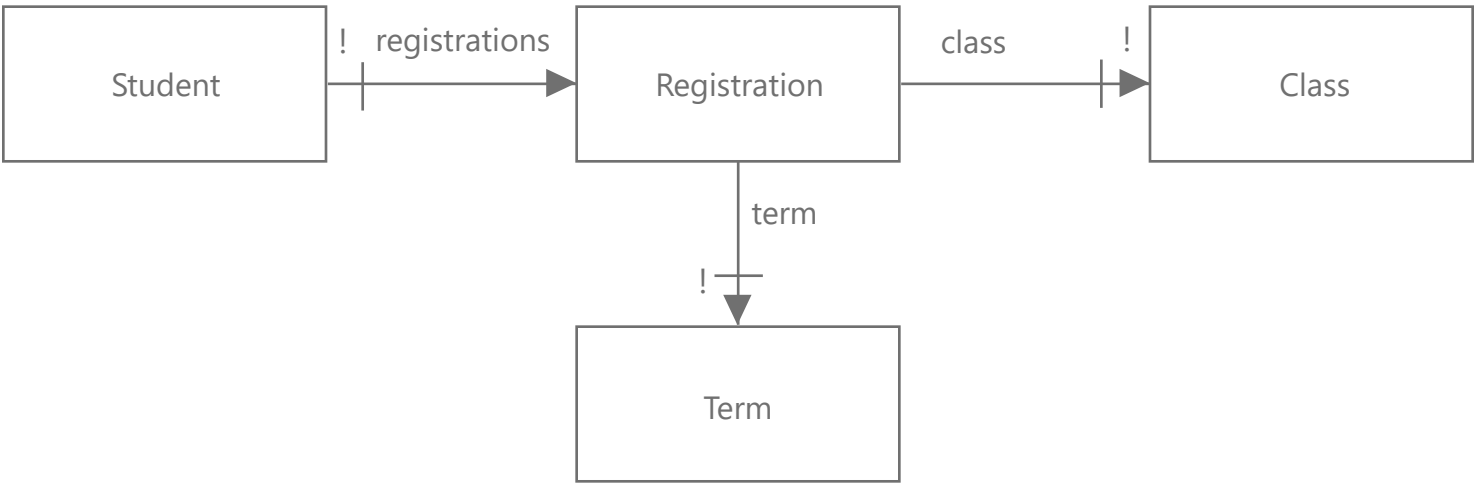 ! registrations
class !
Student
Registration
Class
term
!
Term